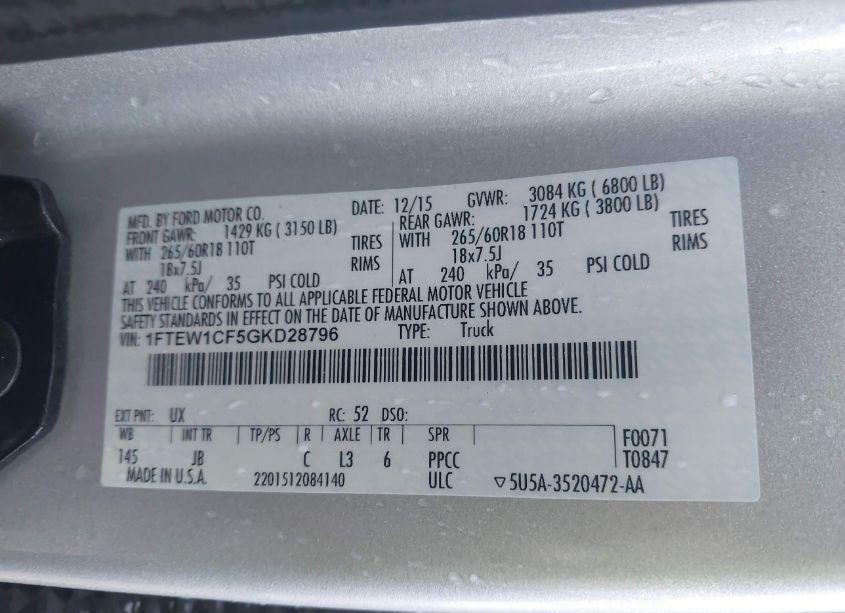 MFD. BY FORD MOTOR CO. DATE: 12/15 GVWR: 3084 KG ( 6800 LB)
FRONT GAWR: 1429 KG ( 3150 LB) REAR GAWR: 1724 KG ( 3800 LB)
WITH 265/60R18 110T TIRES WITH 265/60R18 110T TIRES
18x7.5J RIMS 18x7.5J RIMS
AT 240 kPa/ 35 PSI COLD AT 240 kPa/ 35 PSI COLD
THIS VEHICLE CONFORMS TO ALL APPLICABLE FEDERAL MOTOR VEHICLE
SAFETY STANDARDS IN EFFECT ON THE DATE OF MANUFACTURE SHOWN ABOVE.
VIN: 1FTEW1CF5GKD28796 TYPE: Truck
EXT PNT: UX RC: 52 DSO:
WB INT TR TP/PS R AXLE TR SPR F0071
145 JB C L3 6 PPCC T0847
MADE IN U.S.A. 2201512084140 ULC ▽5U5A-3520472-AA